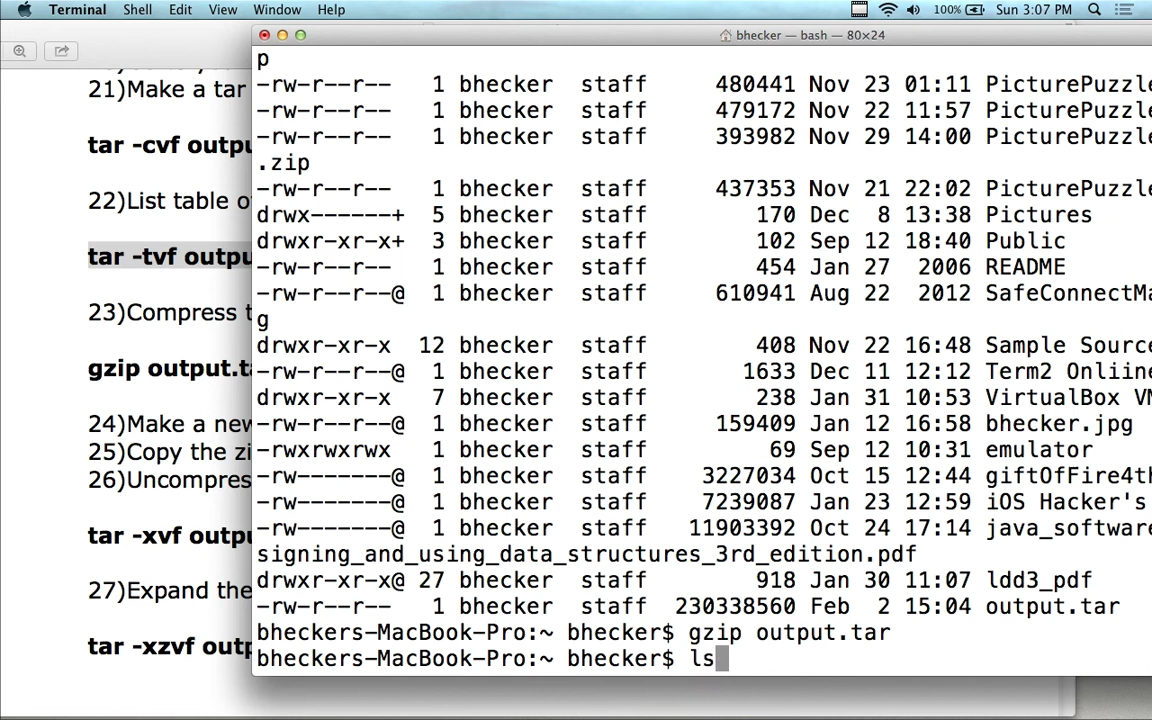 Terminal Shell Edit View Window Help 100% Sun 3:07 PM
bhecker — bash — 80×24
21)Make a tar
tar -cvf outpu
22)List table o
tar -tvf outpu
23)Compress t
gzip output.ta
24)Make a new
25)Copy the zi
26)Uncompres
tar -xvf outpu
27)Expand the
tar -xzvf outpu
p
-rw-r--r-- 1 bhecker staff 480441 Nov 23 01:11 PicturePuzzle
-rw-r--r-- 1 bhecker staff 479172 Nov 22 11:57 PicturePuzzle
-rw-r--r-- 1 bhecker staff 393982 Nov 29 14:00 PicturePuzzle
.zip
-rw-r--r-- 1 bhecker staff 437353 Nov 21 22:02 PicturePuzzle
drwx------+ 5 bhecker staff 170 Dec 8 13:38 Pictures
drwxr-xr-x+ 3 bhecker staff 102 Sep 12 18:40 Public
-rw-r--r-- 1 bhecker staff 454 Jan 27 2006 README
-rw-r--r--@ 1 bhecker staff 610941 Aug 22 2012 SafeConnectMa
g
drwxr-xr-x 12 bhecker staff 408 Nov 22 16:48 Sample Source
-rw-r--r--@ 1 bhecker staff 1633 Dec 11 12:12 Term2 Onliine
drwxr-xr-x 7 bhecker staff 238 Jan 31 10:53 VirtualBox VM
-rw-r--r--@ 1 bhecker staff 159409 Jan 12 16:58 bhecker.jpg
-rwxrwxrwx 1 bhecker staff 69 Sep 12 10:31 emulator
-rw-------@ 1 bhecker staff 3227034 Oct 15 12:44 giftOfFire4th
-rw-------@ 1 bhecker staff 7239087 Jan 23 12:59 iOS Hacker's
-rw-------@ 1 bhecker staff 11903392 Oct 24 17:14 java_software
signing_and_using_data_structures_3rd_edition.pdf
drwxr-xr-x@ 27 bhecker staff 918 Jan 30 11:07 ldd3_pdf
-rw-r--r-- 1 bhecker staff 230338560 Feb 2 15:04 output.tar
bheckers-MacBook-Pro:~ bhecker$ gzip output.tar
bheckers-MacBook-Pro:~ bhecker$ ls